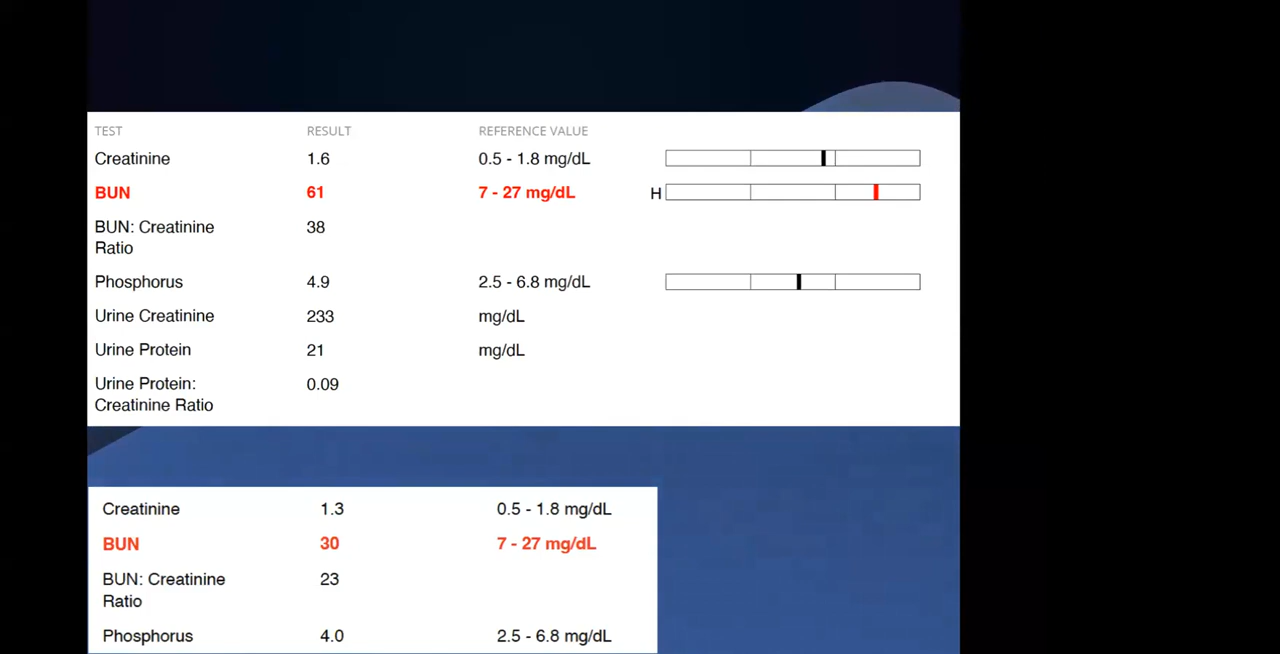 TEST RESULT REFERENCE VALUE
Creatinine 1.6 0.5 - 1.8 mg/dL
BUN 61 7 - 27 mg/dL H
BUN: Creatinine 38
Ratio
Phosphorus 4.9 2.5 - 6.8 mg/dL
Urine Creatinine 233 mg/dL
Urine Protein 21 mg/dL
Urine Protein: 0.09
Creatinine Ratio
Creatinine 1.3 0.5 - 1.8 mg/dL
BUN 30 7 - 27 mg/dL
BUN: Creatinine 23
Ratio
Phosphorus 4.0 2.5 - 6.8 mg/dL